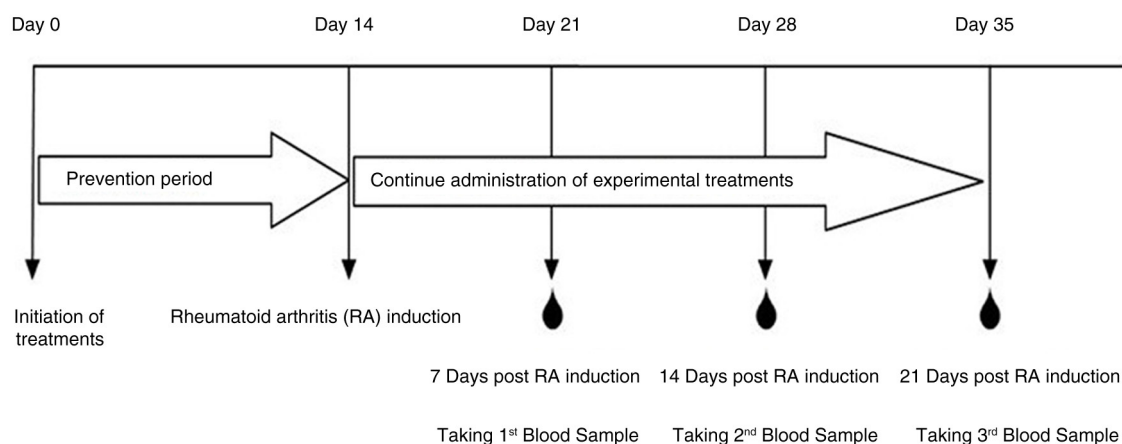 Day 0
Day 14
Day 21
Day 28
Day 35
Prevention period
Continue administration of experimental treatments
Initiation of
treatments
Rheumatoid arthritis (RA) induction
7 Days post RA induction
14 Days post RA induction
21 Days post RA induction
Taking 1st Blood Sample
Taking 2nd Blood Sample
Taking 3rd Blood Sample